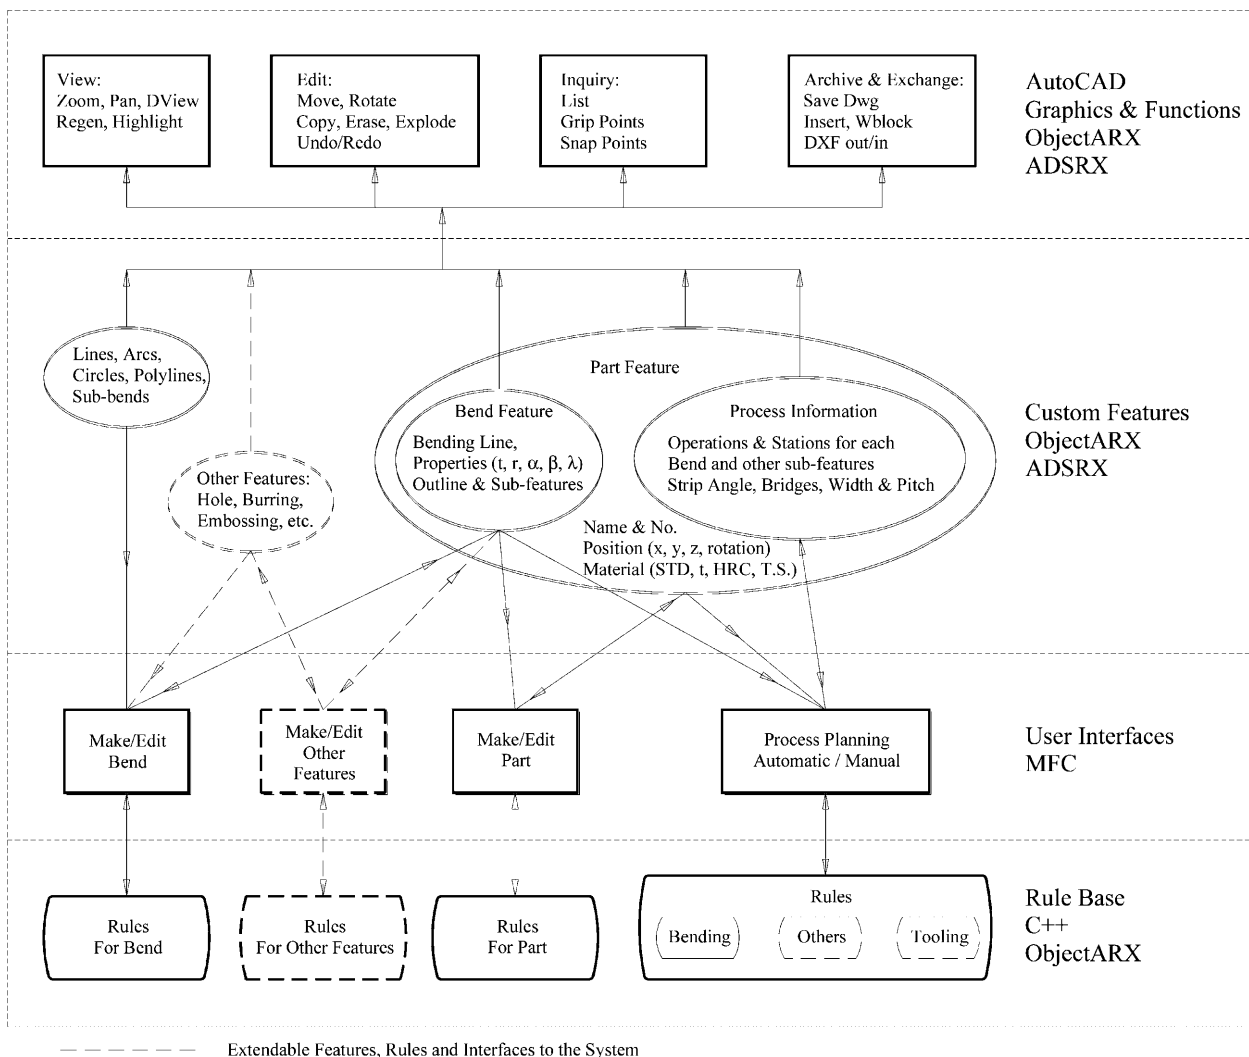 View:
Zoom, Pan, DView
Regen, Highlight
Edit:
Move, Rotate
Copy, Erase, Explode
Undo/Redo
Inquiry:
List
Grip Points
Snap Points
Archive & Exchange:
Save Dwg
Insert, Wblock
DXF out/in
AutoCAD
Graphics & Functions
ObjectARX
ADSRX
Lines, Arcs,
Circles, Polylines,
Sub-bends
Other Features:
Hole, Burring,
Embossing, etc.
Part Feature
Bend Feature
Bending Line,
Properties (t, r, α, β, λ)
Outline & Sub-features
Process Information
Operations & Stations for each
Bend and other sub-features
Strip Angle, Bridges, Width & Pitch
Name & No.
Position (x, y, z, rotation)
Material (STD, t, HRC, T.S.)
Custom Features
ObjectARX
ADSRX
Make/Edit
Bend
Make/Edit
Other
Features
Make/Edit
Part
Process Planning
Automatic / Manual
User Interfaces
MFC
Rules
For Bend
Rules
For Other Features
Rules
For Part
Rules
Bending
Others
Tooling
Rule Base
C++
ObjectARX
Extendable Features, Rules and Interfaces to the System